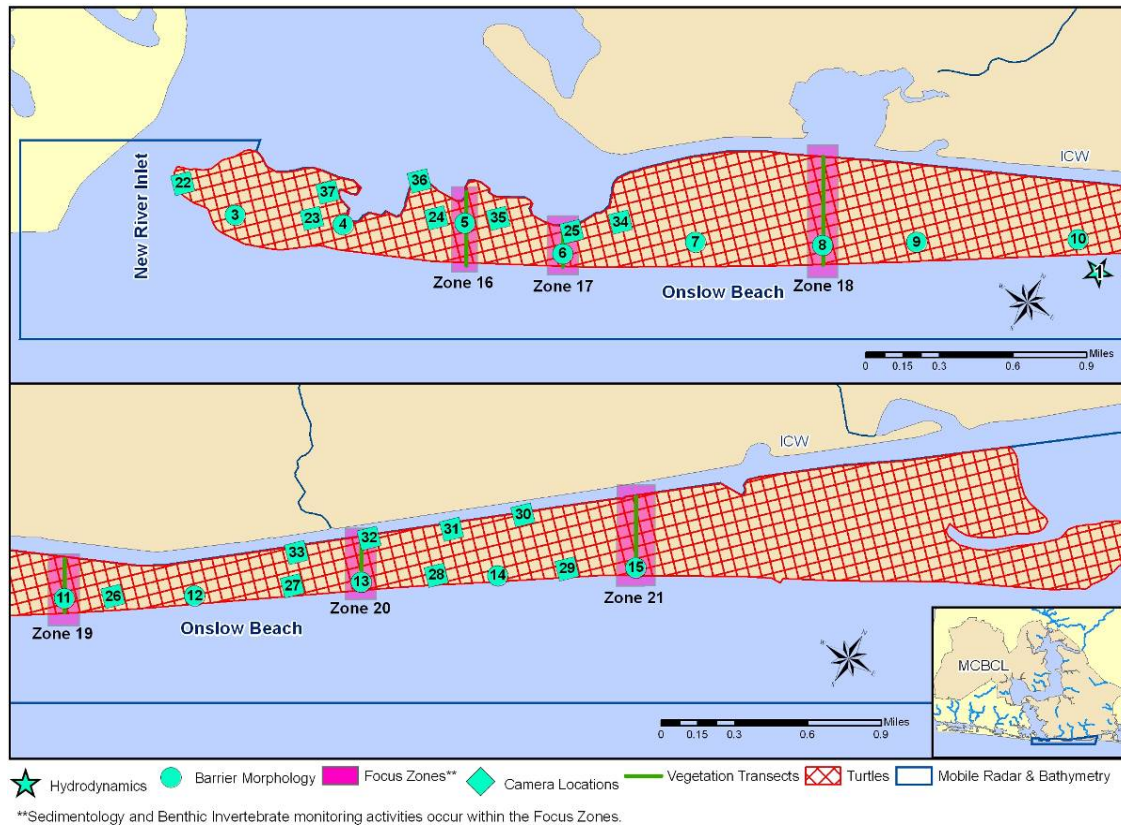 ICW
22
36
37
3
23
4
24
5
35
25
34
6
7
8
9
10
1
New River Inlet
Zone 16
Zone 17
Onslow Beach
Zone 18
N
E
S
W
Miles
0 0.15 0.3 0.6 0.9
ICW
30
31
32
33
11
26
12
27
13
28
14
29
15
Zone 19
Onslow Beach
Zone 20
Zone 21
N
E
S
W
Miles
0 0.15 0.3 0.6 0.9
MCBCL
Hydrodynamics Barrier Morphology Focus Zones** Camera Locations Vegetation Transects Turtles Mobile Radar & Bathymetry
**Sedimentology and Benthic Invertebrate monitoring activities occur within the Focus Zones.